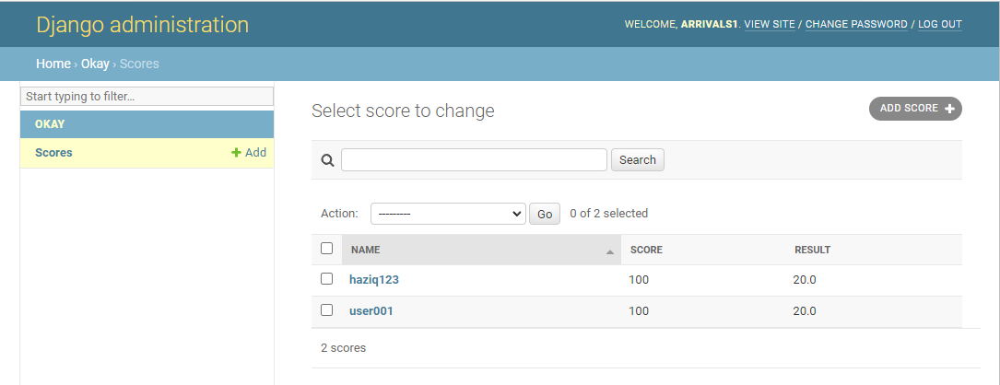 Django administration
WELCOME, ARRIVALS1. VIEW SITE / CHANGE PASSWORD / LOG OUT
Home › Okay › Scores
Start typing to filter...
OKAY
Scores
+ Add
Select score to change
ADD SCORE +
Search
Action: --------- Go 0 of 2 selected
NAME SCORE RESULT
haziq123 100 20.0
user001 100 20.0
2 scores